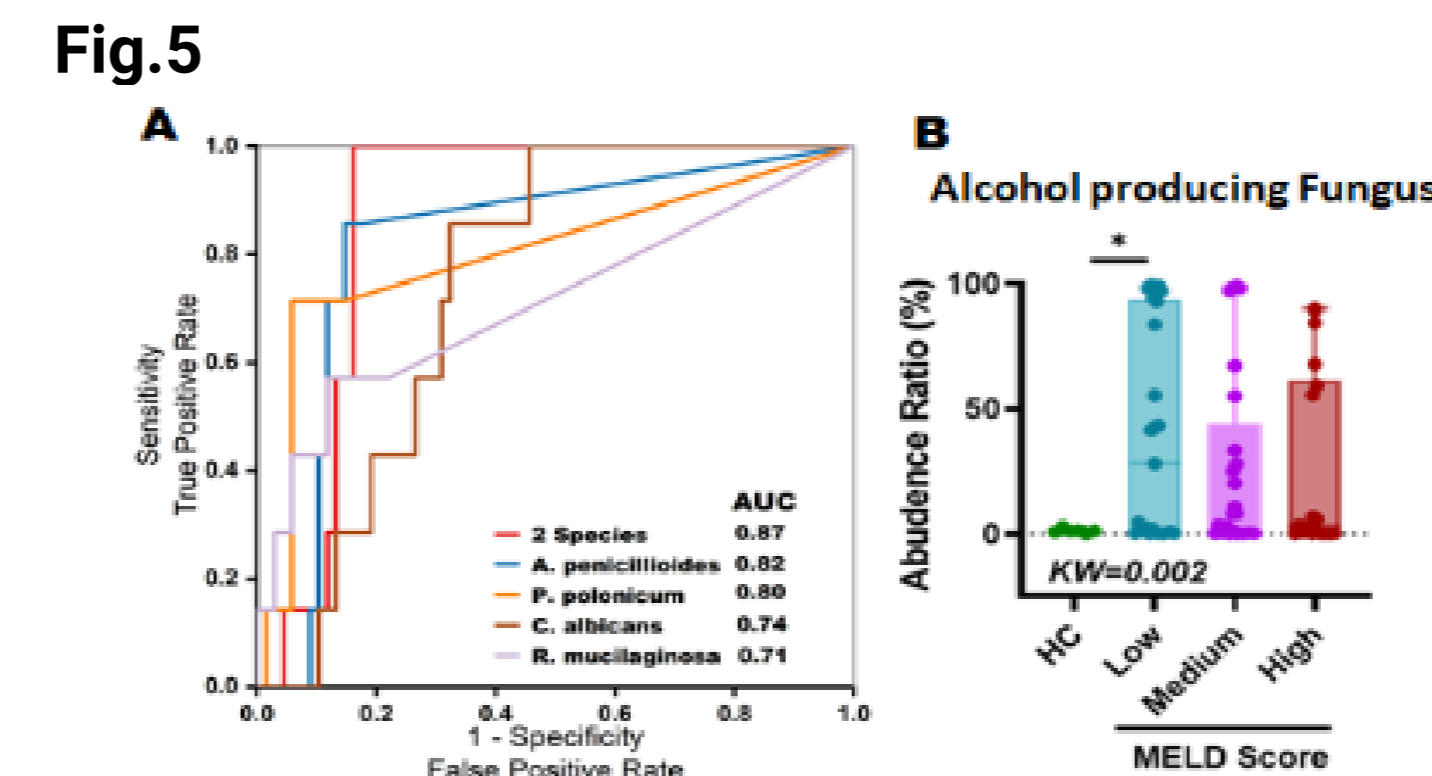 Fig.5
A
1.0
0.8
0.6
0.4
0.2
0.0
Sensitivity
True Positive Rate
AUC
2 Species 0.87
A. penicillioides 0.82
P. polonicum 0.80
C. albicans 0.74
R. mucilaginosa 0.71
0.0 0.2 0.4 0.6 0.8 1.0
1 - Specificity
False Positive Rate
B
Alcohol producing Fungus
*
Abudence Ratio (%)
100
50
0
KW=0.002
HC Low Medium High
MELD Score